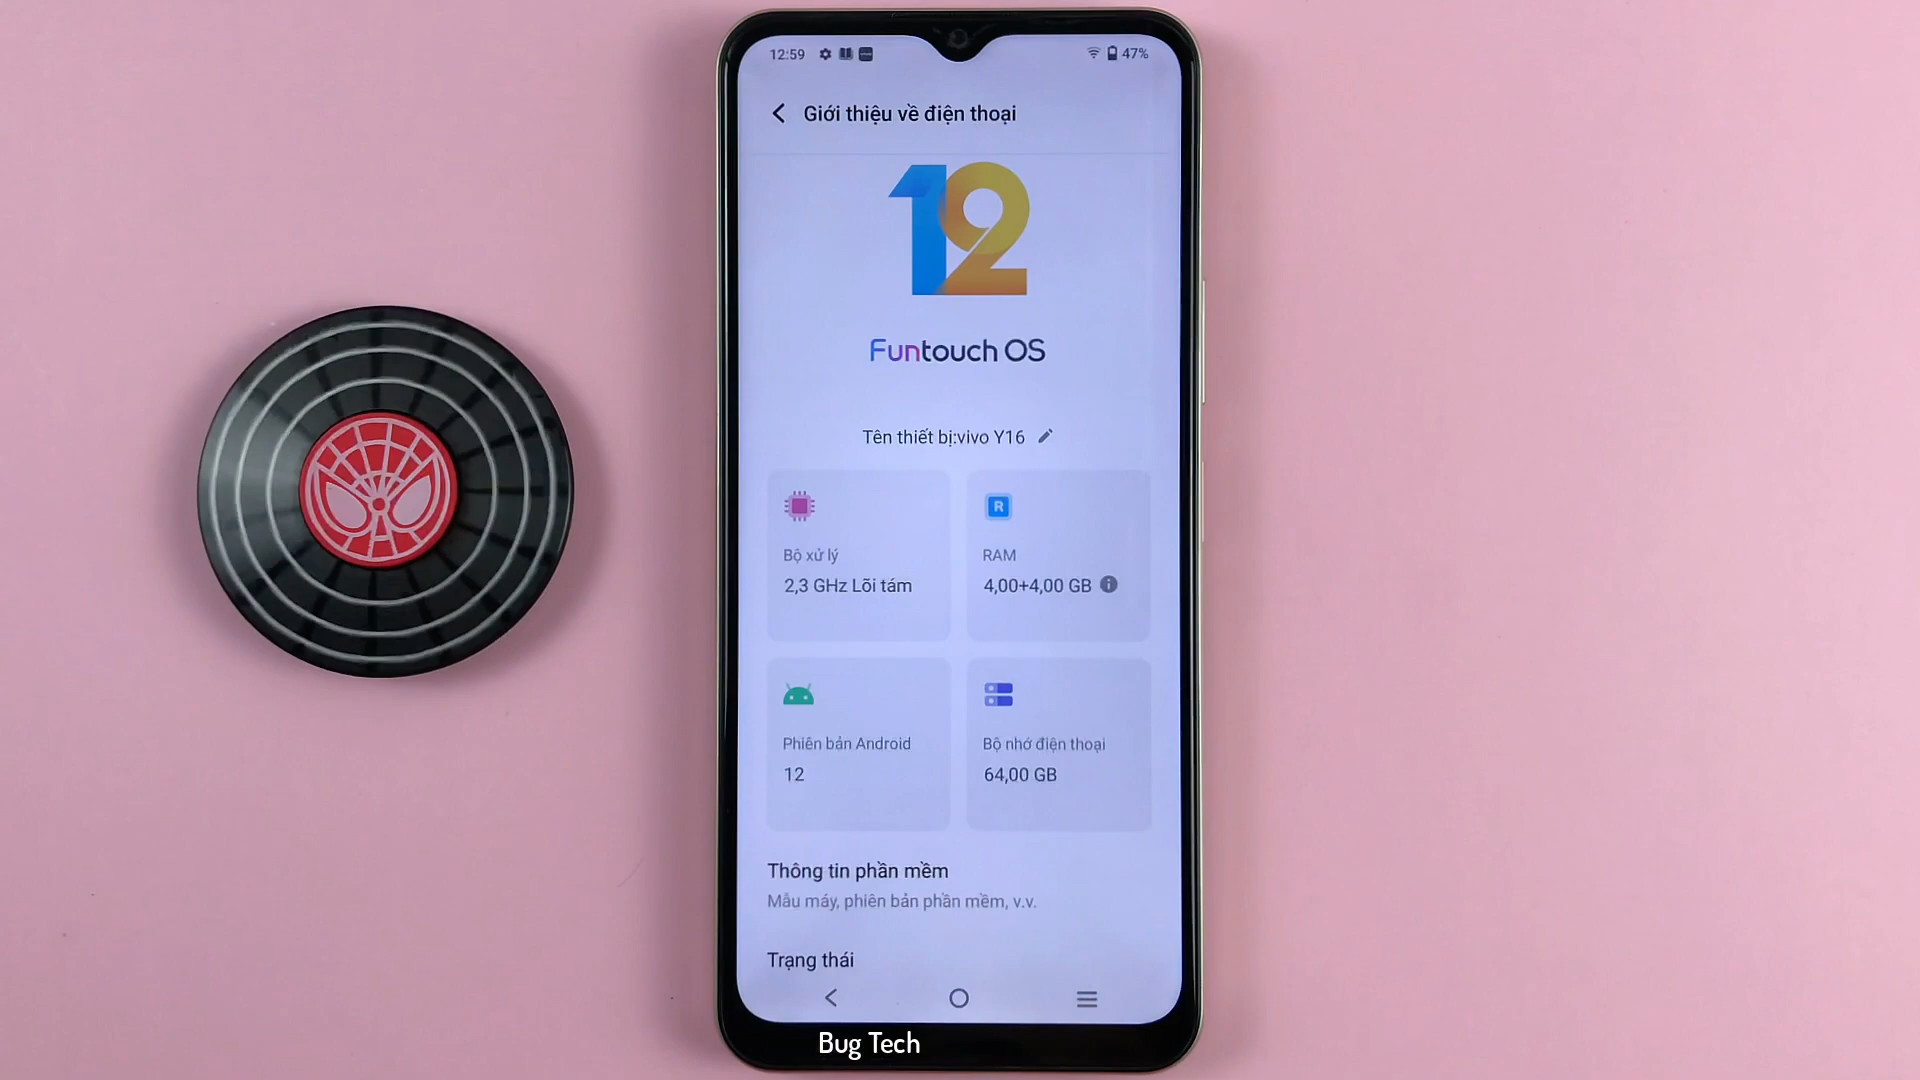 12:59
47%
Giới thiệu về điện thoại
12
Funtouch OS
Tên thiết bị:vivo Y16
Bộ xử lý
2,3 GHz Lõi tám
R
RAM
4,00+4,00 GB
Phiên bản Android
12
Bộ nhớ điện thoại
64,00 GB
Thông tin phần mềm
Mẫu máy, phiên bản phần mềm, v.v.
Trạng thái
Bug Tech